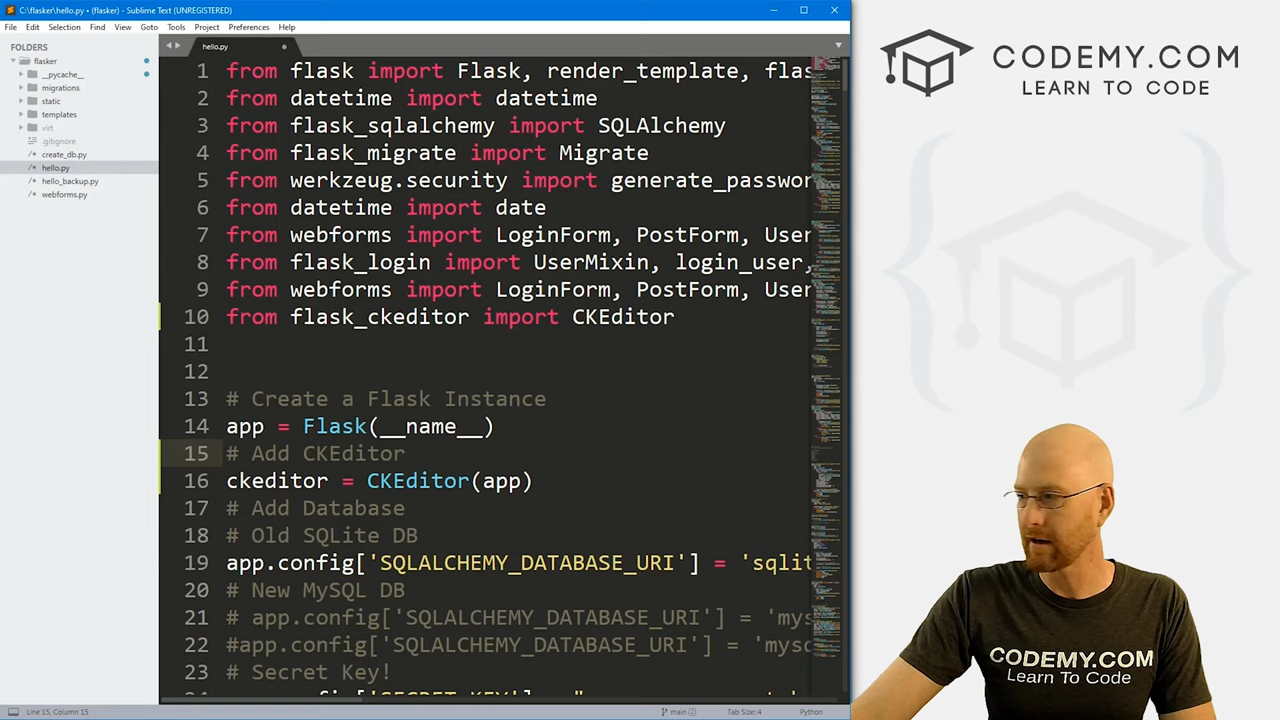 C:\flasker\hello.py • (flasker) - Sublime Text (UNREGISTERED)
File Edit Selection Find View Goto Tools Project Preferences Help
FOLDERS
flasker
__pycache__
migrations
static
templates
virt
.gitignore
create_db.py
hello.py
hello_backup.py
webforms.py
hello.py
1 from flask import Flask, render_template, flas
2 from datetime import datetime
3 from flask_sqlalchemy import SQLAlchemy
4 from flask_migrate import Migrate
5 from werkzeug.security import generate_passwor
6 from datetime import date
7 from webforms import LoginForm, PostForm, User
8 from flask_login import UserMixin, login_user,
9 from webforms import LoginForm, PostForm, User
10 from flask_ckeditor import CKEditor
11
12
13 # Create a Flask Instance
14 app = Flask(__name__)
15 # Add CKEditor
16 ckeditor = CKEditor(app)
17 # Add Database
18 # Old SQLite DB
19 app.config['SQLALCHEMY_DATABASE_URI'] = 'sqlit
20 # New MySQL DB
21 # app.config['SQLALCHEMY_DATABASE_URI'] = 'mys
22 #app.config['SQLALCHEMY_DATABASE_URI'] = 'mysq
23 # Secret Key!
Line 15, Column 15
main
Tab Size: 4
Python
CODEMY.COM
LEARN TO CODE
CODEMY.COM
Learn To Code